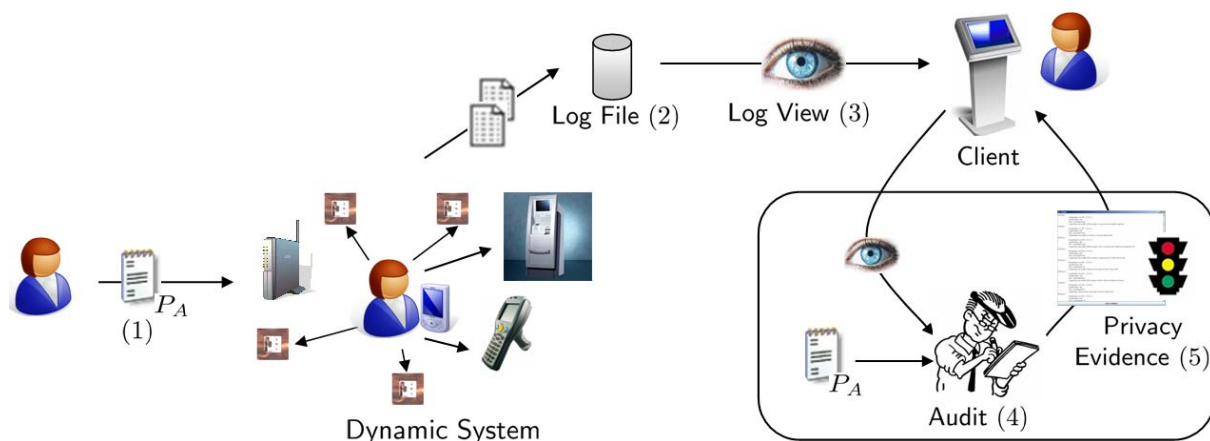 Log File (2)
Log View (3)
Client
P_A
(1)
Dynamic System
P_A
Audit (4)
Privacy
Evidence (5)